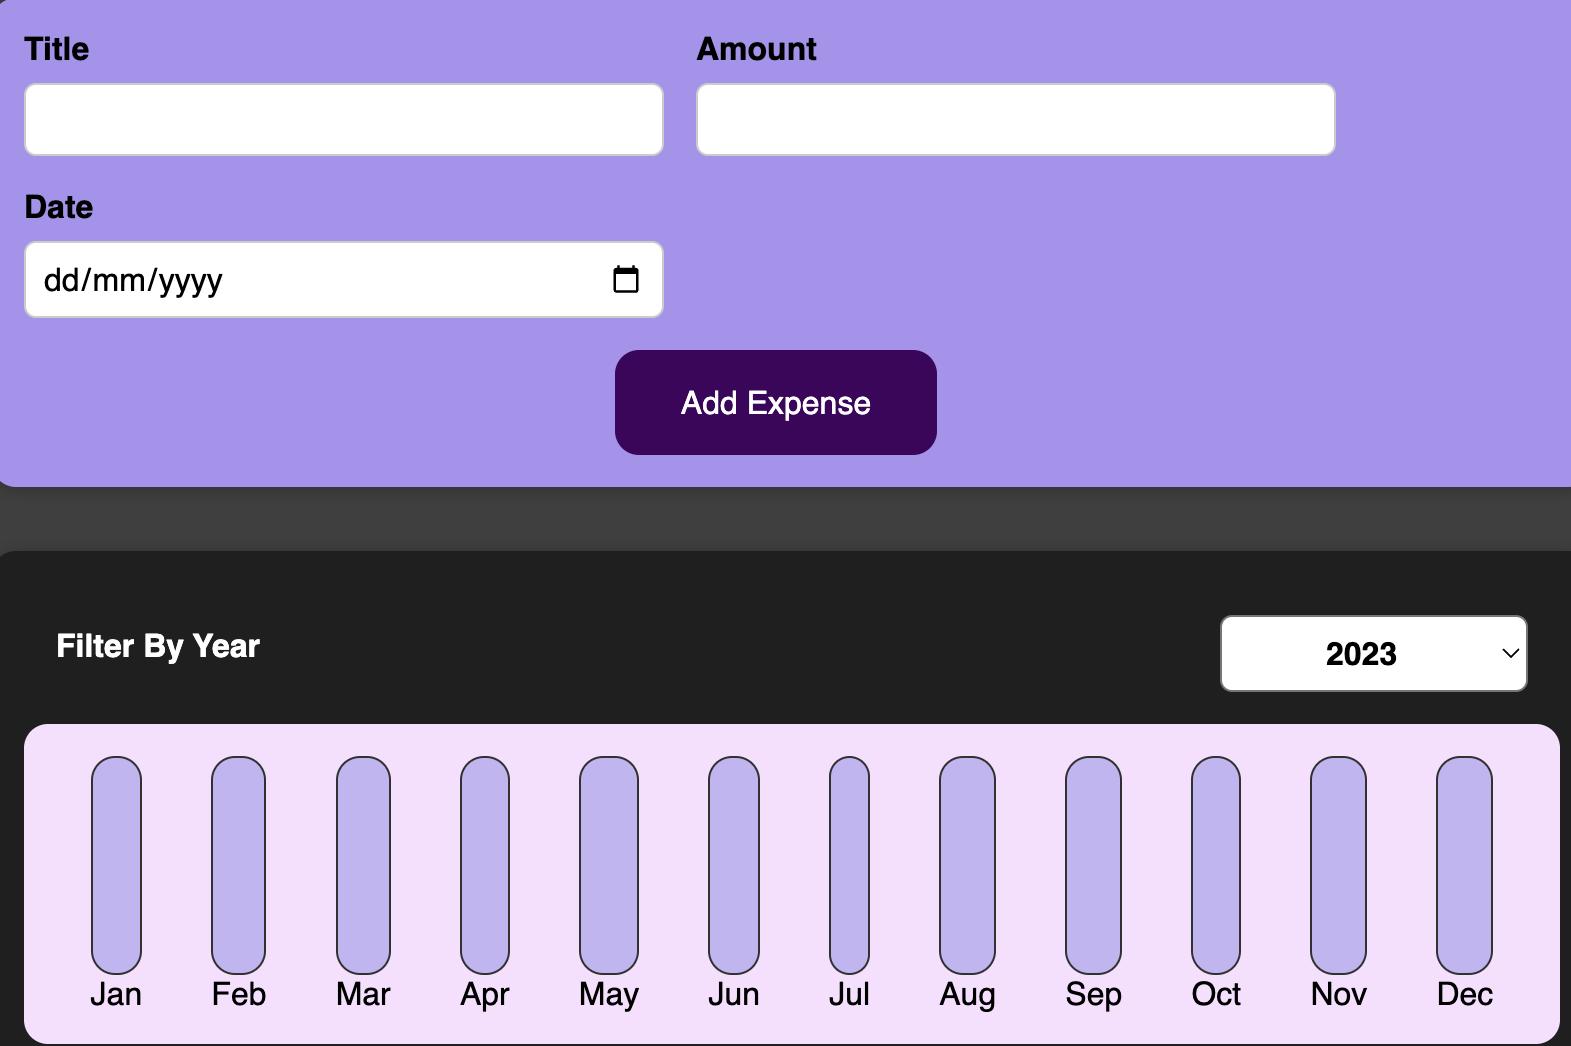 Title
Amount
Date
dd/mm/yyyy
Add Expense
Filter By Year
2023
Jan Feb Mar Apr May Jun Jul Aug Sep Oct Nov Dec